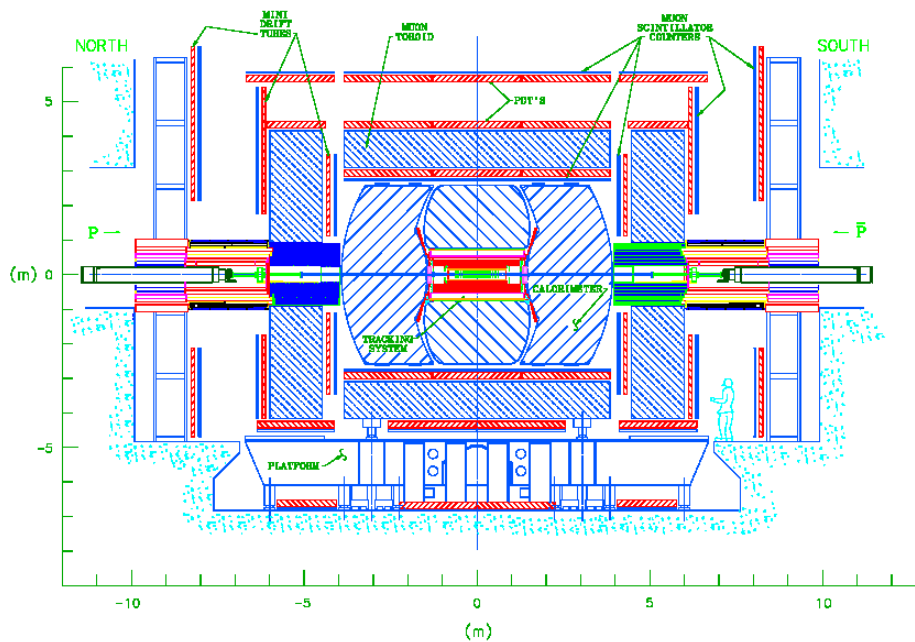 MINI
DRIFT
TUBES
MUON
TOROID
MUON
SCINTILLATOR
COUNTERS
NORTH
SOUTH
5
PDT'S
P
P̅
(m)
0
CALORIMETER
TRACKING
SYSTEM
-5
PLATFORM
-10
-5
0
5
10
(m)